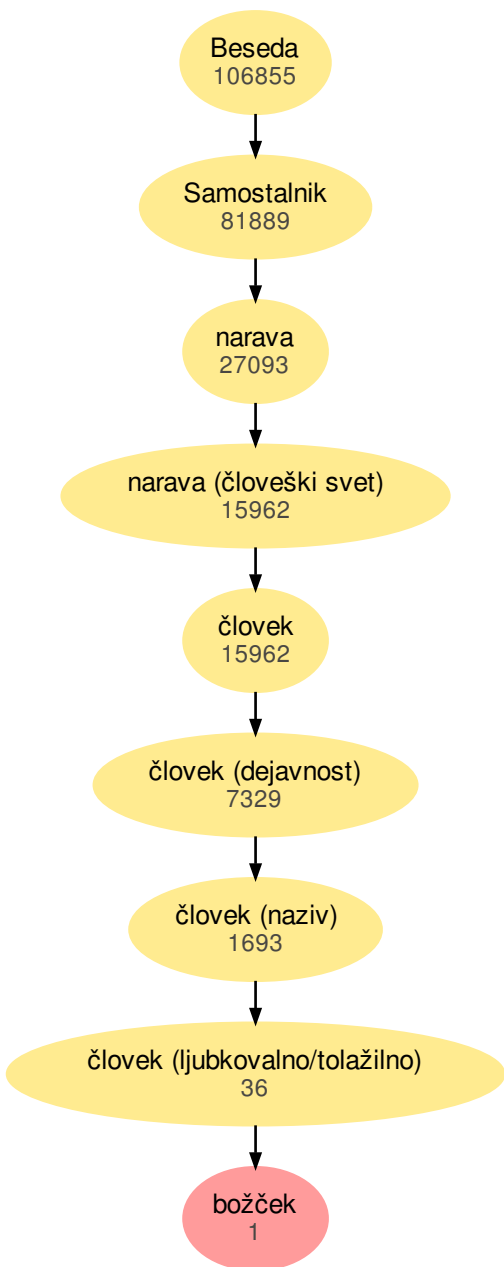 Beseda
106855
Samostalnik
81889
narava
27093
narava (človeški svet)
15962
človek
15962
človek (dejavnost)
7329
človek (naziv)
1693
človek (ljubkovalno/tolažilno)
36
božček
1